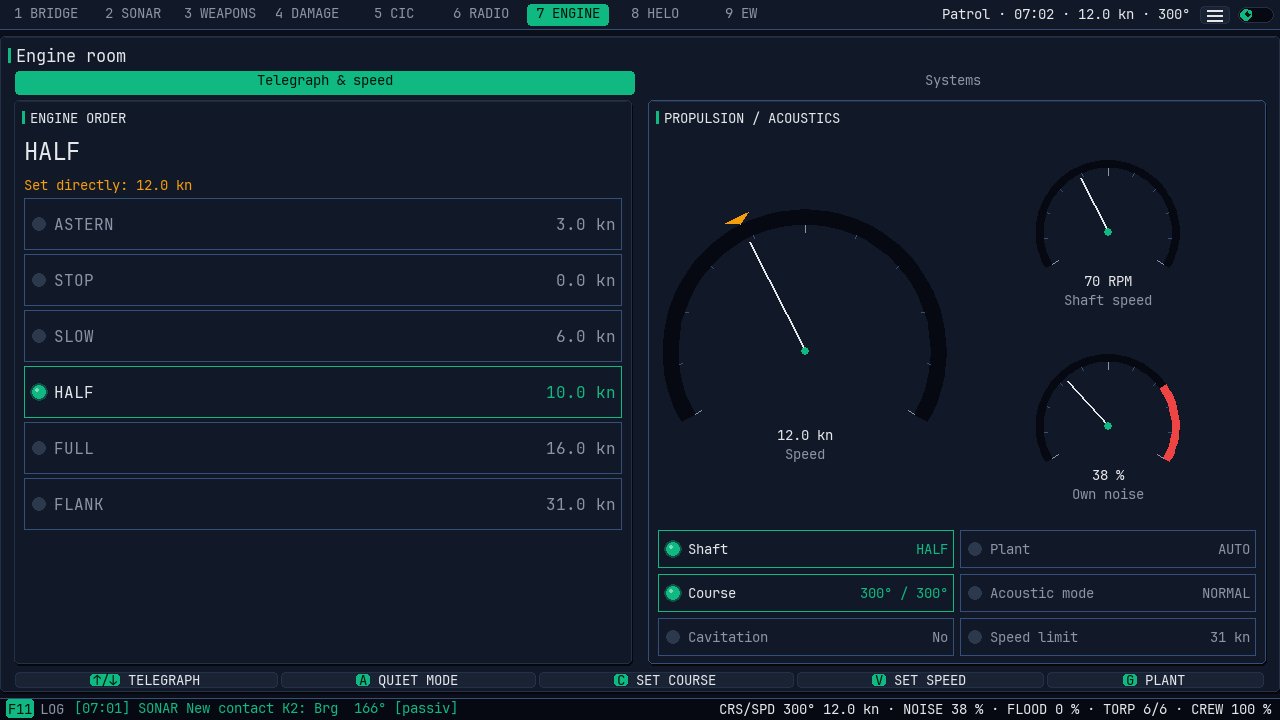 1 BRIDGE 2 SONAR 3 WEAPONS 4 DAMAGE 5 CIC 6 RADIO 7 ENGINE 8 HELO 9 EW Patrol · 07:02 · 12.0 kn · 300°
Engine room
Telegraph & speed Systems
ENGINE ORDER
HALF
Set directly: 12.0 kn
ASTERN 3.0 kn
STOP 0.0 kn
SLOW 6.0 kn
HALF 10.0 kn
FULL 16.0 kn
FLANK 31.0 kn
PROPULSION / ACOUSTICS
12.0 kn
Speed
70 RPM
Shaft speed
38 %
Own noise
Shaft HALF Plant AUTO
Course 300° / 300° Acoustic mode NORMAL
Cavitation No Speed limit 31 kn
↑/↓ TELEGRAPH A QUIET MODE C SET COURSE V SET SPEED G PLANT
F11 LOG [07:01] SONAR New contact K2: Brg 166° [passiv] CRS/SPD 300° 12.0 kn · NOISE 38 % · FLOOD 0 % · TORP 6/6 · CREW 100 %